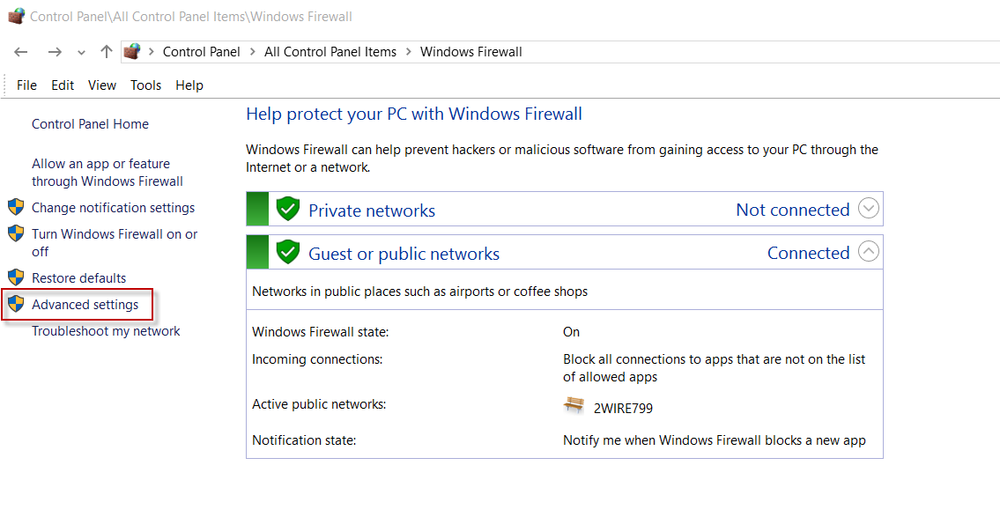 Control Panel\All Control Panel Items\Windows Firewall
Control Panel > All Control Panel Items > Windows Firewall
File Edit View Tools Help
Control Panel Home
Allow an app or feature
through Windows Firewall
Change notification settings
Turn Windows Firewall on or
off
Restore defaults
Advanced settings
Troubleshoot my network
Help protect your PC with Windows Firewall
Windows Firewall can help prevent hackers or malicious software from gaining access to your PC through the
Internet or a network.
Private networks Not connected
Guest or public networks Connected
Networks in public places such as airports or coffee shops
Windows Firewall state: On
Incoming connections: Block all connections to apps that are not on the list
of allowed apps
Active public networks: 2WIRE799
Notification state: Notify me when Windows Firewall blocks a new app